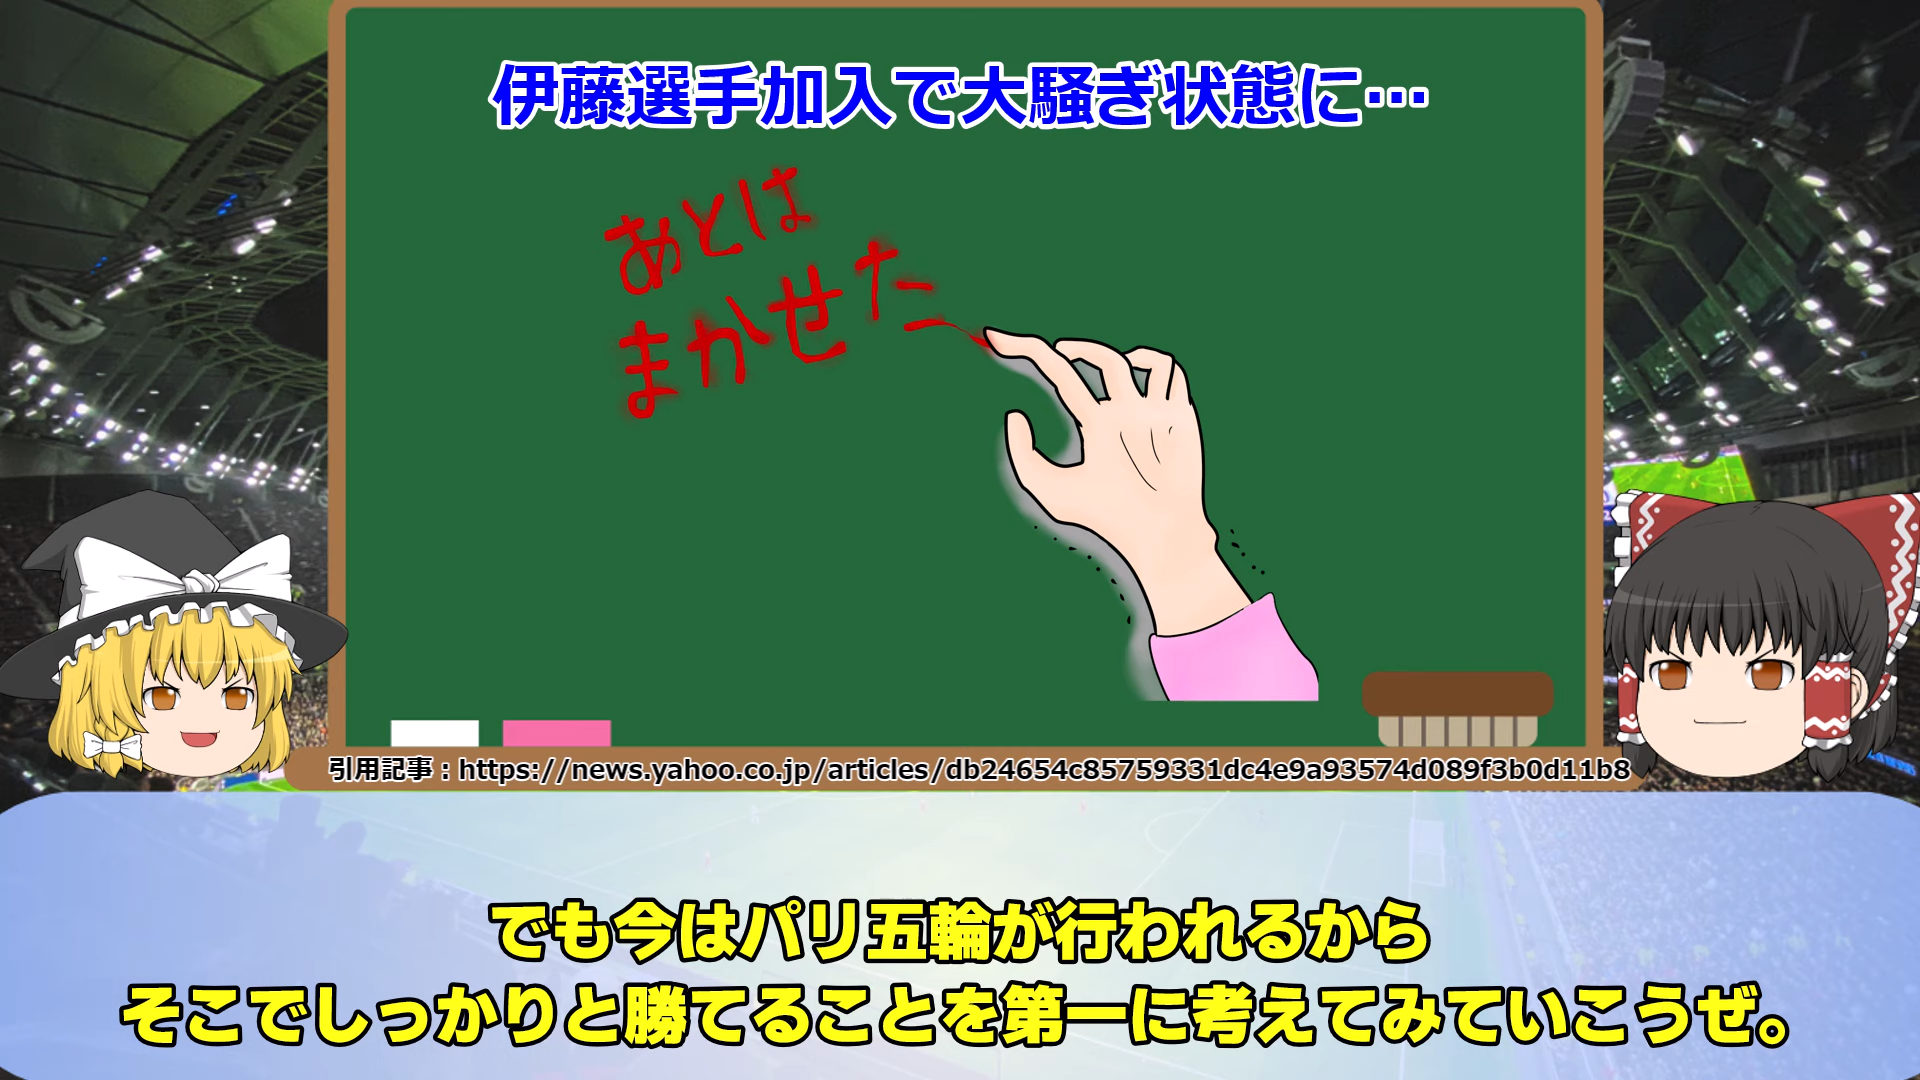 伊藤選手加入で大騒ぎ状態に…
あとは
まかせた
引用記事：https://news.yahoo.co.jp/articles/db24654c85759331dc4e9a93574d089f3b0d11b8
でも今はパリ五輪が行われるから
そこでしっかりと勝てることを第一に考えてみていこうぜ。